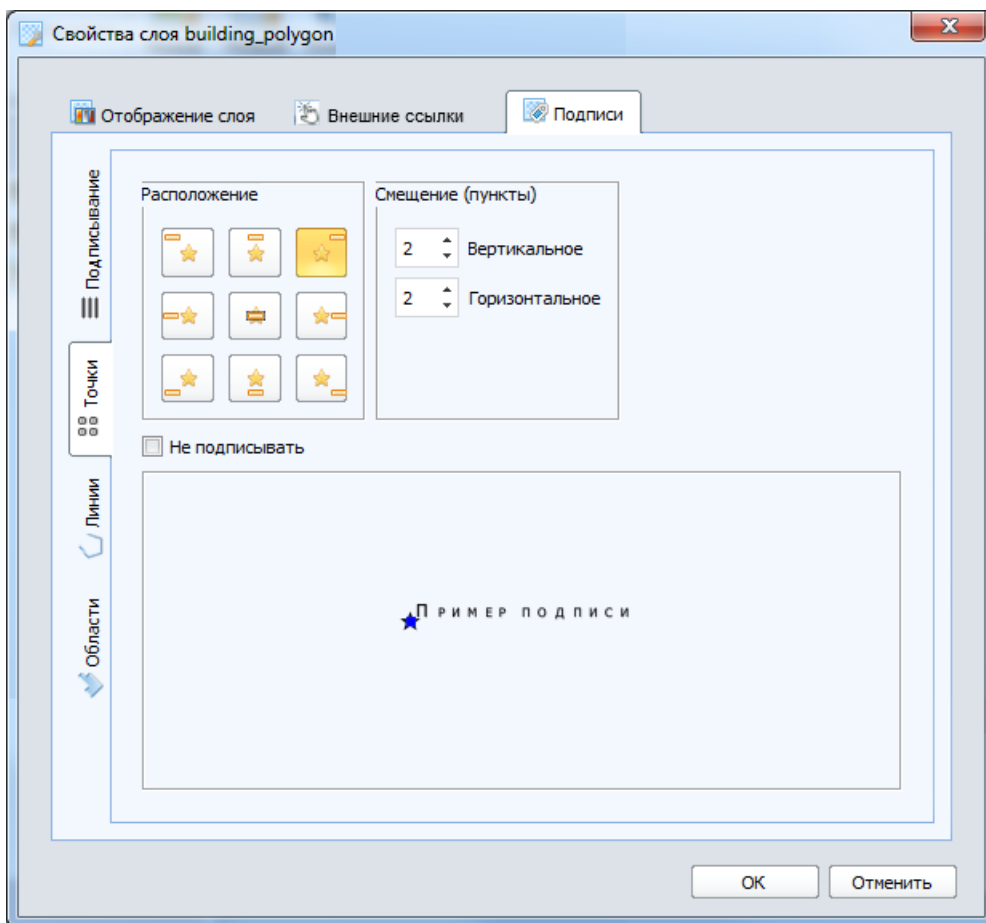 Свойства слоя building_polygon
Отображение слоя
Внешние ссылки
Подписи
Подписывание
Точки
Линии
Области
Расположение
Смещение (пункты)
2 Вертикальное
2 Горизонтальное
Не подписывать
Пример подписи
ОК
Отменить